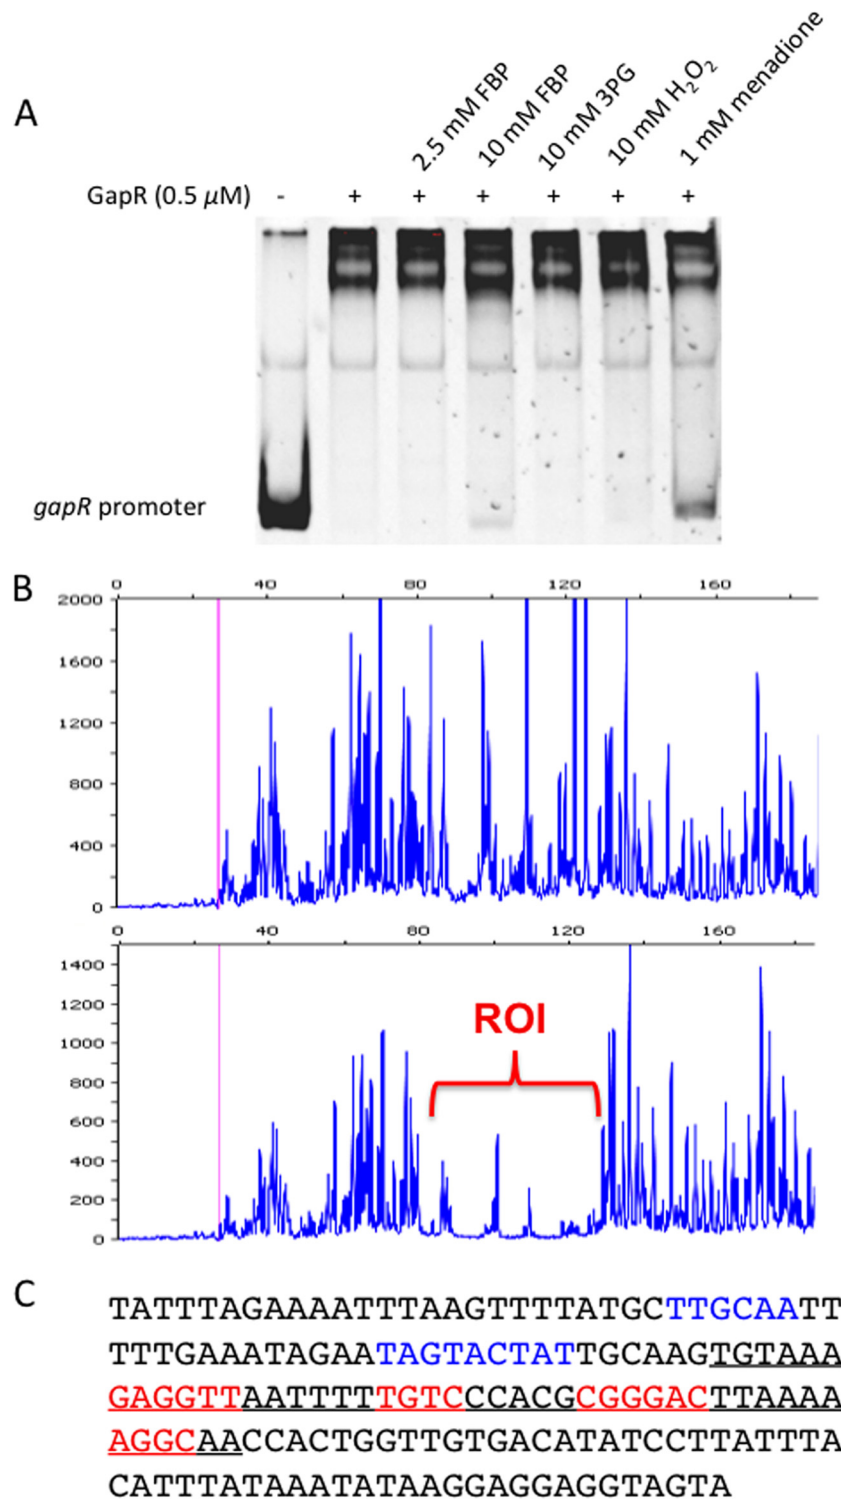 A
2.5 mM FBP
10 mM FBP
10 mM 3PG
10 mM H₂O₂
1 mM menadione
GapR (0.5 µM) - + + + + + +
gapR promoter
B
0 40 80 120 160
2000
1600
1200
800
400
0
0 40 80 120 160
1400
1200
1000
800
600
400
200
0
ROI
C
TATTTAGAAAATTTAAGTTTTATGCTTGCAATT
TTTGAAATAGAATAGTACTATTGCAAGTGTAAA
GAGGTTAATTTTTGTCCCACGCGGGACTTAAAA
AGGCAACCACTGGTTGTGACATATCCTTATTTA
CATTTATAAATATAAGGAGGAGGTAGTA